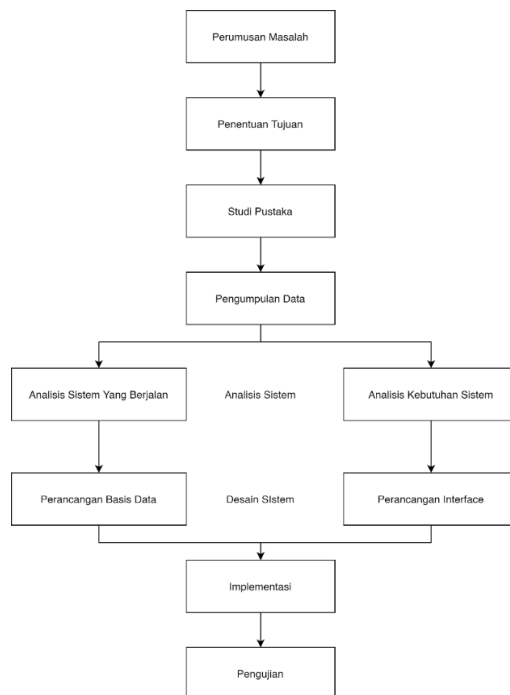 Perumusan Masalah
Penentuan Tujuan
Studi Pustaka
Pengumpulan Data
Analisis Sistem Yang Berjalan
Analisis Sistem
Analisis Kebutuhan Sistem
Perancangan Basis Data
Desain SIstem
Perancangan Interface
Implementasi
Pengujian